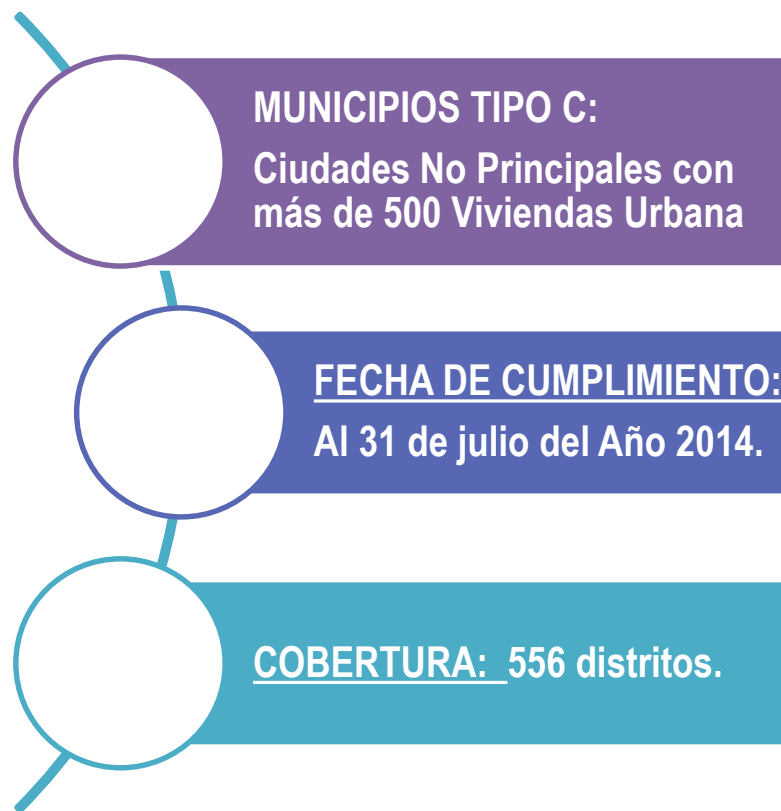 MUNICIPIOS TIPO C:
Ciudades No Principales con
más de 500 Viviendas Urbana
FECHA DE CUMPLIMIENTO:
Al 31 de julio del Año 2014.
COBERTURA: 556 distritos.